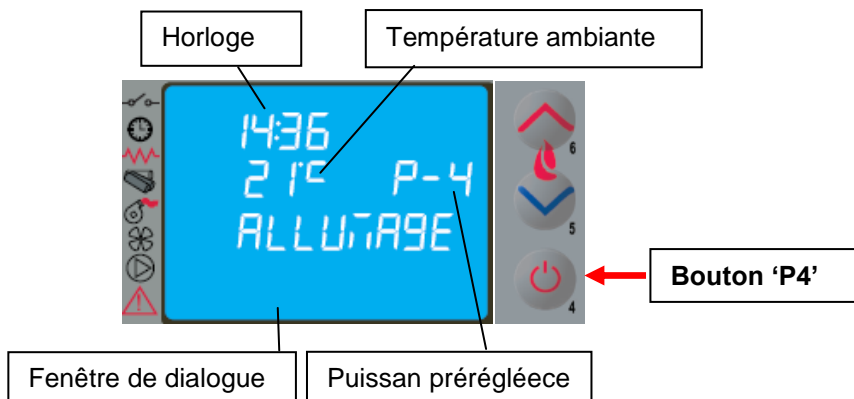 Horloge
Température ambiante
14:36
21°C P-4
ALLUMAGE
6
5
4
Bouton ‘P4’
Fenêtre de dialogue
Puissan prérégléece